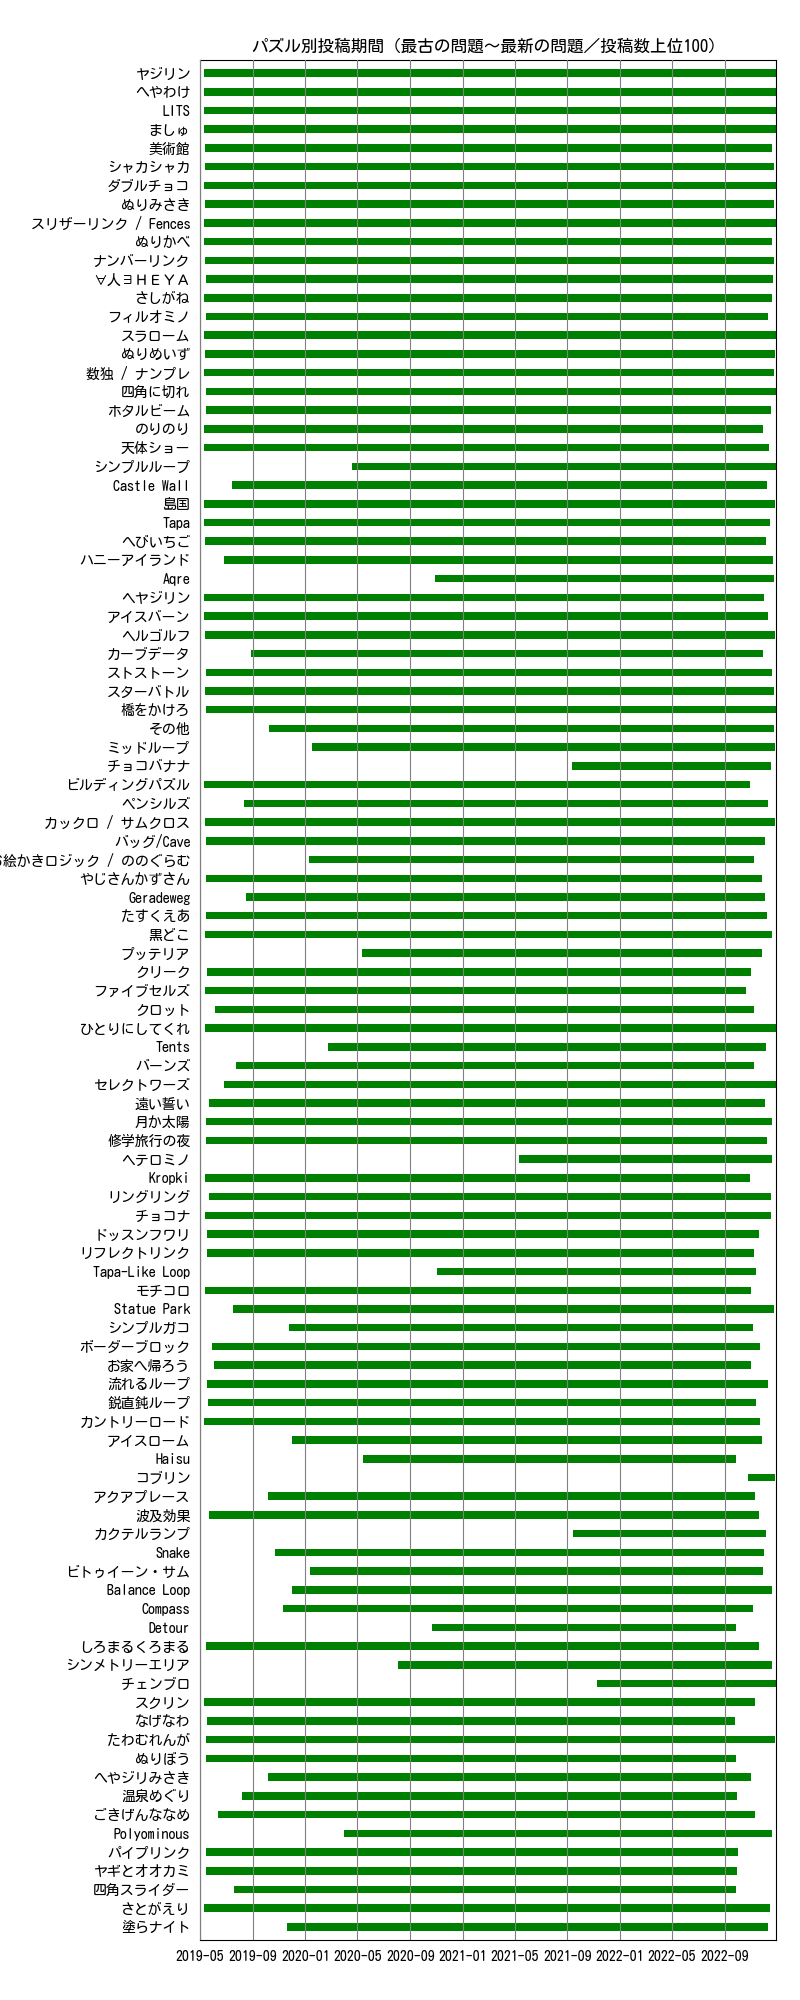 パズル別投稿期間（最古の問題～最新の問題／投稿数上位100）
ヤジリン
へやわけ
LITS
ましゅ
美術館
シャカシャカ
ダブルチョコ
ぬりみさき
スリザーリンク / Fences
ぬりかべ
ナンバーリンク
∀人∃ＨＥＹＡ
さしがね
フィルオミノ
スラローム
ぬりめいず
数独 / ナンプレ
四角に切れ
ホタルビーム
のりのり
天体ショー
シンプルループ
Castle Wall
島国
Tapa
へびいちご
ハニーアイランド
Aqre
ヘヤジリン
アイスバーン
ヘルゴルフ
カーブデータ
ストストーン
スターバトル
橋をかけろ
その他
ミッドループ
チョコバナナ
ビルディングパズル
ペンシルズ
カックロ / サムクロス
バッグ/Cave
絵かきロジック / ののぐらむ
やじさんかずさん
Geradeweg
たすくえあ
黒どこ
プッテリア
クリーク
ファイブセルズ
クロット
ひとりにしてくれ
Tents
バーンズ
セレクトワーズ
遠い誓い
月か太陽
修学旅行の夜
ヘテロミノ
Kropki
リングリング
チョコナ
ドッスンフワリ
リフレクトリンク
Tapa-Like Loop
モチコロ
Statue Park
シンプルガコ
ボーダーブロック
お家へ帰ろう
流れるループ
鋭直鈍ループ
カントリーロード
アイスローム
Haisu
コブリン
アクアプレース
波及効果
カクテルランプ
Snake
ビトゥイーン・サム
Balance Loop
Compass
Detour
しろまるくろまる
シンメトリーエリア
チェンブロ
スクリン
なげなわ
たわむれんが
ぬりぼう
へやジリみさき
温泉めぐり
ごきげんななめ
Polyominous
パイプリンク
ヤギとオオカミ
四角スライダー
さとがえり
塗らナイト
2019-05 2019-09 2020-01 2020-05 2020-09 2021-01 2021-05 2021-09 2022-01 2022-05 2022-09